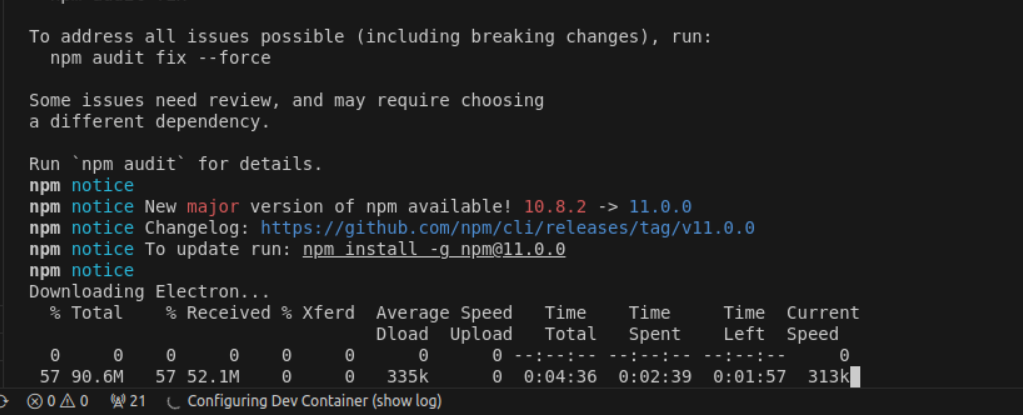 To address all issues possible (including breaking changes), run:
  npm audit fix --force
Some issues need review, and may require choosing
a different dependency.
Run `npm audit` for details.
npm notice
npm notice New major version of npm available! 10.8.2 -> 11.0.0
npm notice Changelog: https://github.com/npm/cli/releases/tag/v11.0.0
npm notice To update run: npm install -g npm@11.0.0
npm notice
Downloading Electron...
  % Total    % Received % Xferd  Average Speed   Time    Time     Time  Current
                                 Dload  Upload   Total   Spent    Left  Speed
  0     0    0     0    0     0      0      0 --:--:-- --:--:-- --:--:--     0
 57 90.6M   57 52.1M    0     0   335k      0  0:04:36  0:02:39  0:01:57  313k
0 0 21 Configuring Dev Container (show log)